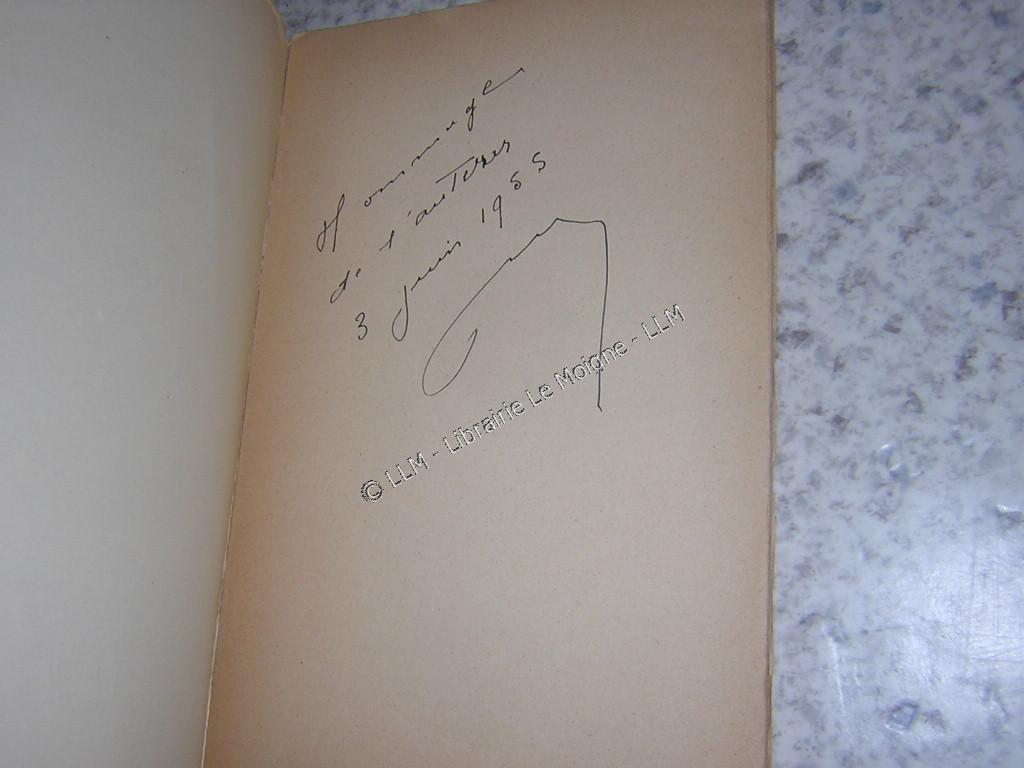 Hommage
de l'auteur
3 juin 1955
© LLM - Librairie Le Moigne - LLM